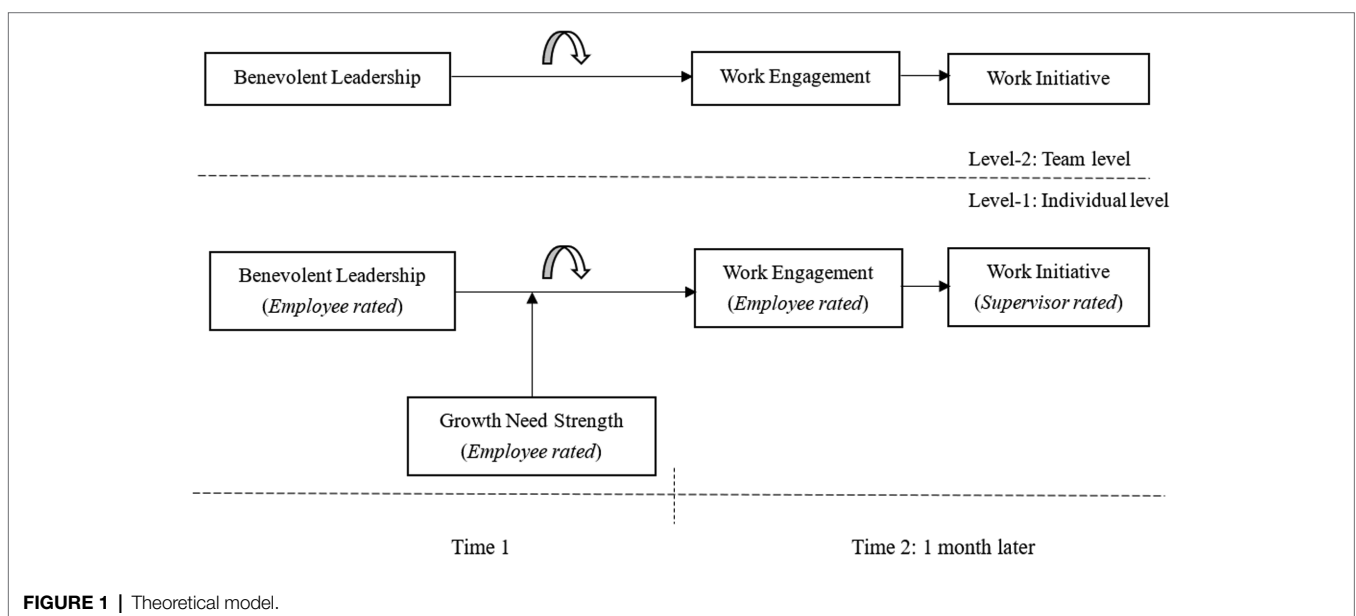 Benevolent Leadership
Work Engagement
Work Initiative
Level-2: Team level
Level-1: Individual level
Benevolent Leadership
(Employee rated)
Work Engagement
(Employee rated)
Work Initiative
(Supervisor rated)
Growth Need Strength
(Employee rated)
Time 1
Time 2: 1 month later
FIGURE 1 | Theoretical model.